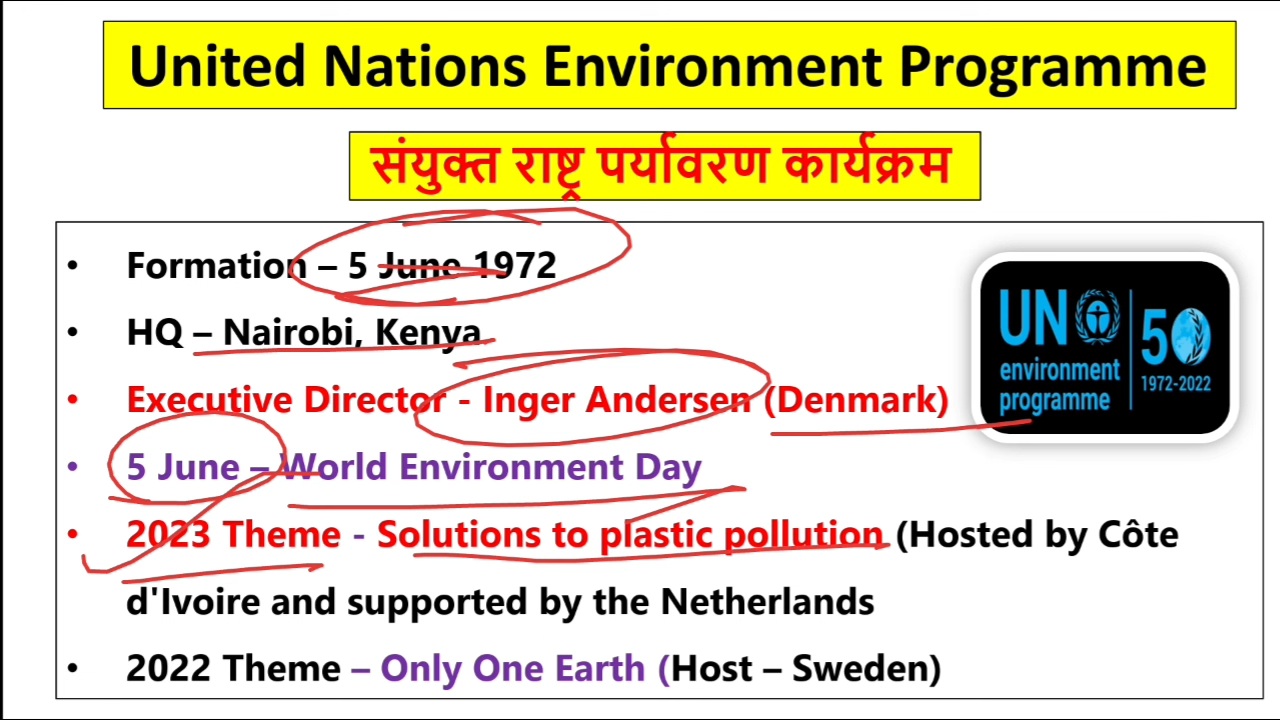 United Nations Environment Programme
संयुक्त राष्ट्र पर्यावरण कार्यक्रम
• Formation – 5 June 1972
• HQ – Nairobi, Kenya
• Executive Director - Inger Andersen (Denmark)
• 5 June – World Environment Day
• 2023 Theme - Solutions to plastic pollution (Hosted by Côte
d'Ivoire and supported by the Netherlands
• 2022 Theme – Only One Earth (Host – Sweden)
UN
environment
programme
50
1972-2022